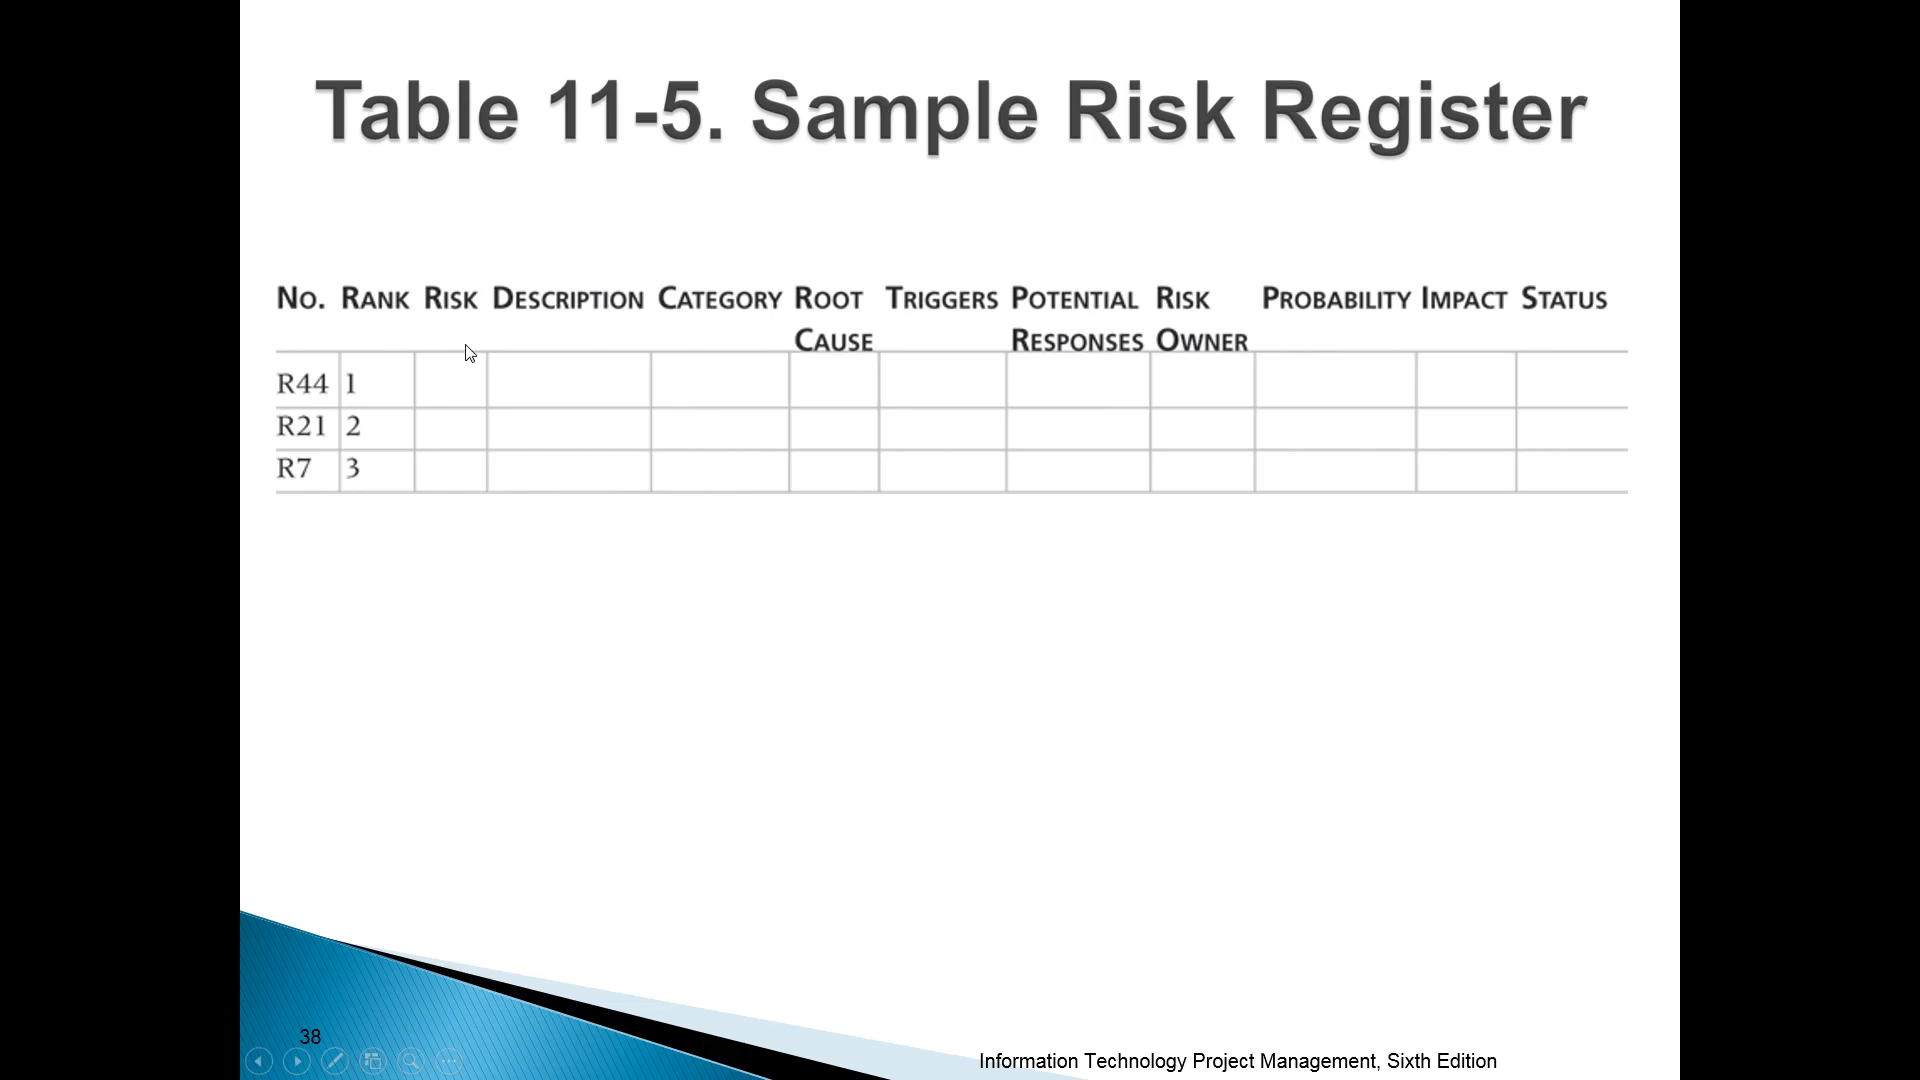 Table 11-5. Sample Risk Register
NO. RANK RISK DESCRIPTION CATEGORY ROOT CAUSE TRIGGERS POTENTIAL RESPONSES RISK OWNER PROBABILITY IMPACT STATUS
R44 1
R21 2
R7 3
38
Information Technology Project Management, Sixth Edition